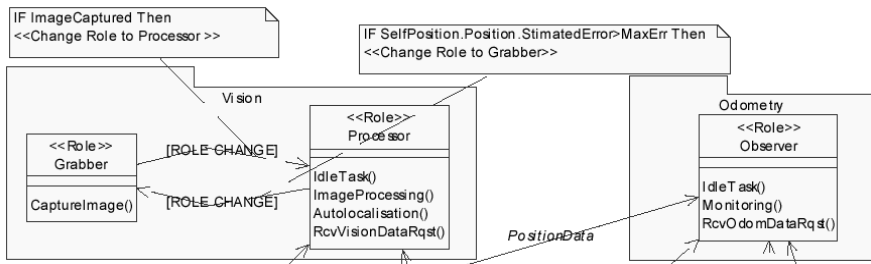 IF ImageCaptured Then
<<Change Role to Processor >>
IF SelfPosition.Position.StimatedError>MaxErr Then
<<Change Role to Grabber>>
Vision
Odometry
<<Role>>
Grabber
CaptureImage()
[ROLE CHANGE]
[ROLE CHANGE]
<<Role>>
Processor
IdleTask()
ImageProcessing()
Autolocalisation()
RcvVisionDataRqst()
PositionData
<<Role>>
Observer
IdleTask()
Monitoring()
RcvOdomDataRqst()